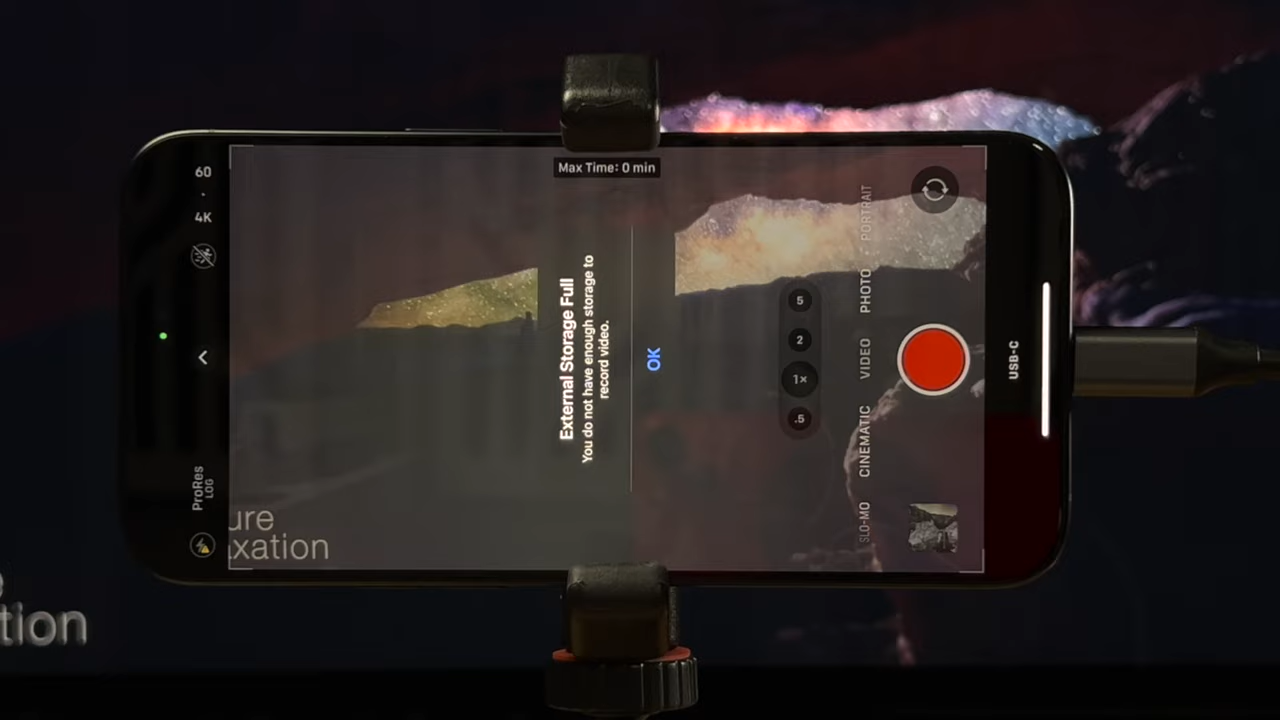 Max Time: 0 min
60
4K
ProRes
LOG
External Storage Full
You do not have enough storage to
record video.
OK
5
2
1×
.5
PORTRAIT
PHOTO
VIDEO
CINEMATIC
SLO-MO
USB-C
ure
xation
tion